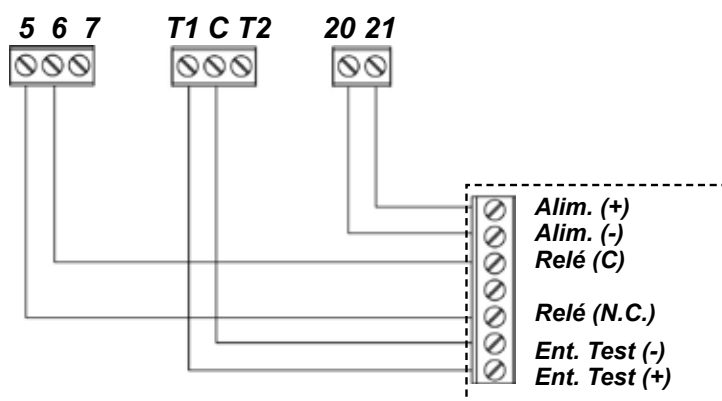 5 6 7 T1 C T2 20 21
Alim. (+)
Alim. (-)
Relé (C)
Relé (N.C.)
Ent. Test (-)
Ent. Test (+)